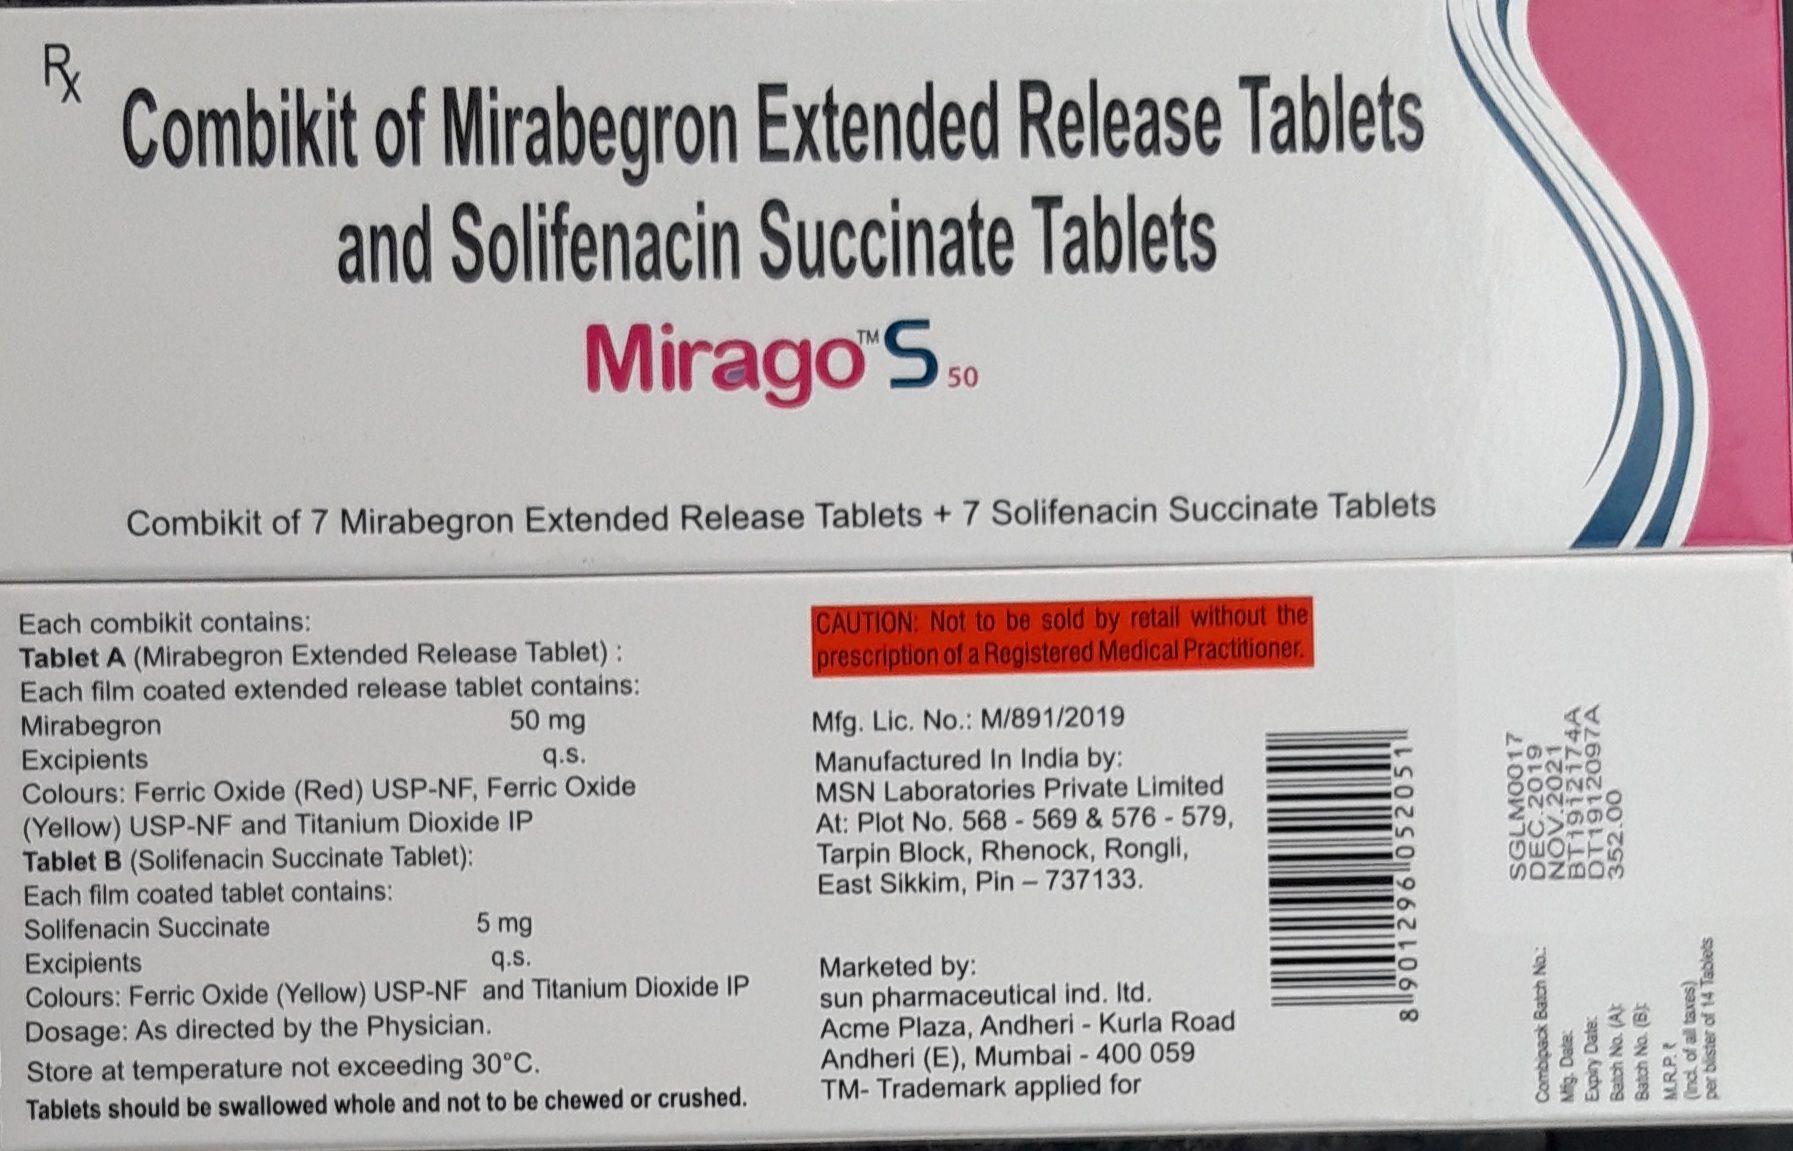 Rx
Combikit of Mirabegron Extended Release Tablets
and Solifenacin Succinate Tablets
Mirago™ S 50
Combikit of 7 Mirabegron Extended Release Tablets + 7 Solifenacin Succinate Tablets
Each combikit contains:
Tablet A (Mirabegron Extended Release Tablet) :
Each film coated extended release tablet contains:
Mirabegron 50 mg
Excipients q.s.
Colours: Ferric Oxide (Red) USP-NF, Ferric Oxide
(Yellow) USP-NF and Titanium Dioxide IP
Tablet B (Solifenacin Succinate Tablet):
Each film coated tablet contains:
Solifenacin Succinate 5 mg
Excipients q.s.
Colours: Ferric Oxide (Yellow) USP-NF and Titanium Dioxide IP
Dosage: As directed by the Physician.
Store at temperature not exceeding 30°C.
Tablets should be swallowed whole and not to be chewed or crushed.
CAUTION: Not to be sold by retail without the
prescription of a Registered Medical Practitioner.
Mfg. Lic. No.: M/891/2019
Manufactured In India by:
MSN Laboratories Private Limited
At: Plot No. 568 - 569 & 576 - 579,
Tarpin Block, Rhenock, Rongli,
East Sikkim, Pin – 737133.
Marketed by:
sun pharmaceutical ind. ltd.
Acme Plaza, Andheri - Kurla Road
Andheri (E), Mumbai - 400 059
TM- Trademark applied for
8 901296 052051
SGLM0017
DEC.2019
NOV.2021
BT1912174A
DT1912097A
352.00
Combipack Batch No.:
Mfg. Date:
Expiry Date:
Batch No. (A):
Batch No. (B):
M.R.P. ₹
(Incl. of all taxes)
per blister of 14 Tablets